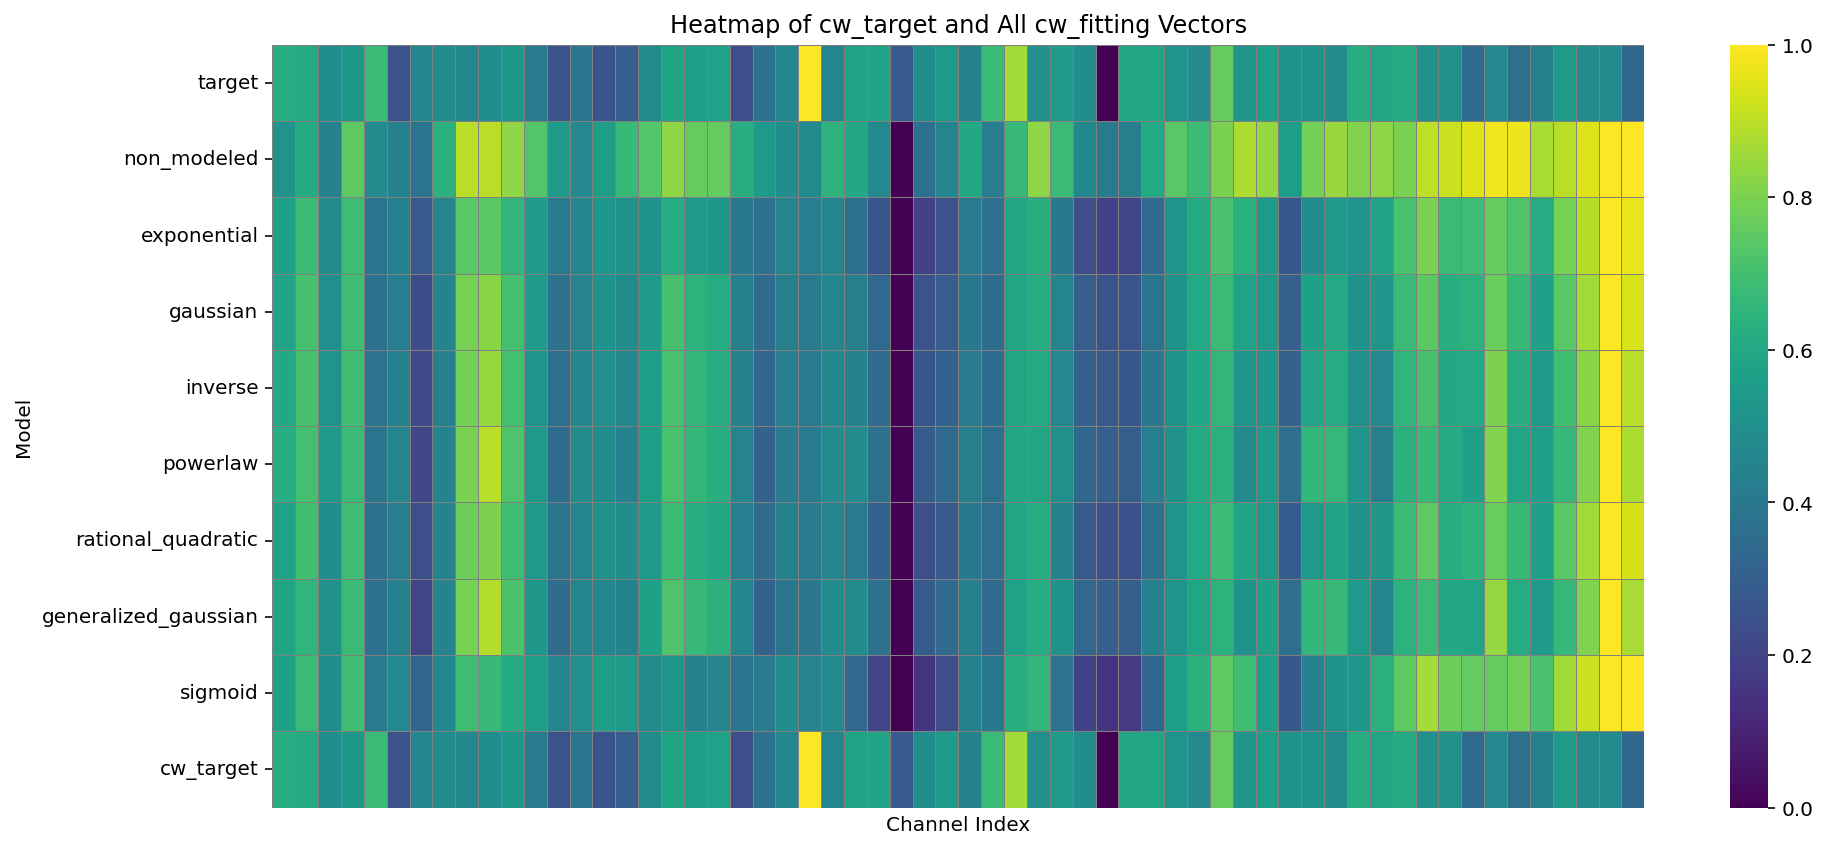 Heatmap of cw_target and All cw_fitting Vectors
target
non_modeled
exponential
gaussian
inverse
powerlaw
rational_quadratic
generalized_gaussian
sigmoid
cw_target
Model
Channel Index
1.0
0.8
0.6
0.4
0.2
0.0